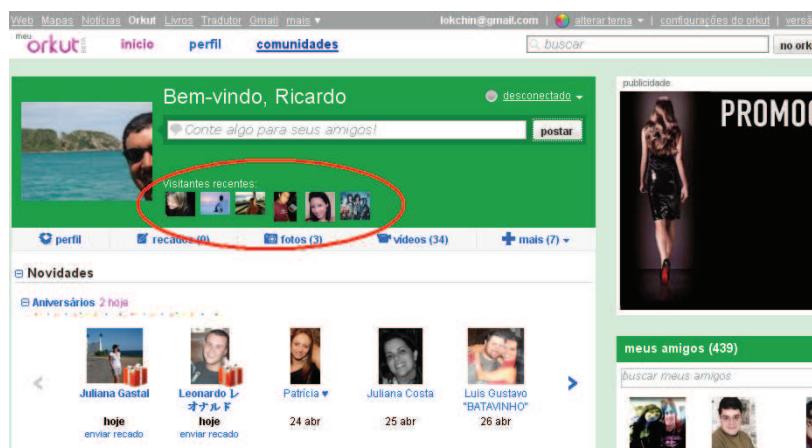 Web Mapas Notícias Orkut Livros Tradutor Gmail mais ▼ lokchin@gmail.com | alterar tema ▾ | configurações do orkut | versã
meu orkut BETA início perfil comunidades buscar no ork
Bem-vindo, Ricardo desconectado
Conte algo para seus amigos! postar
Visitantes recentes:
perfil recados (0) fotos (3) vídeos (34) mais (7)
Novidades
Aniversários 2 hoje
Juliana Gastal Leonardo レ Patrícia ♥ Juliana Costa Luis Gustavo
オナルド "BATAVINHO"
hoje hoje 24 abr 25 abr 26 abr
enviar recado enviar recado
publicidade
PROMO
meus amigos (439)
buscar meus amigos